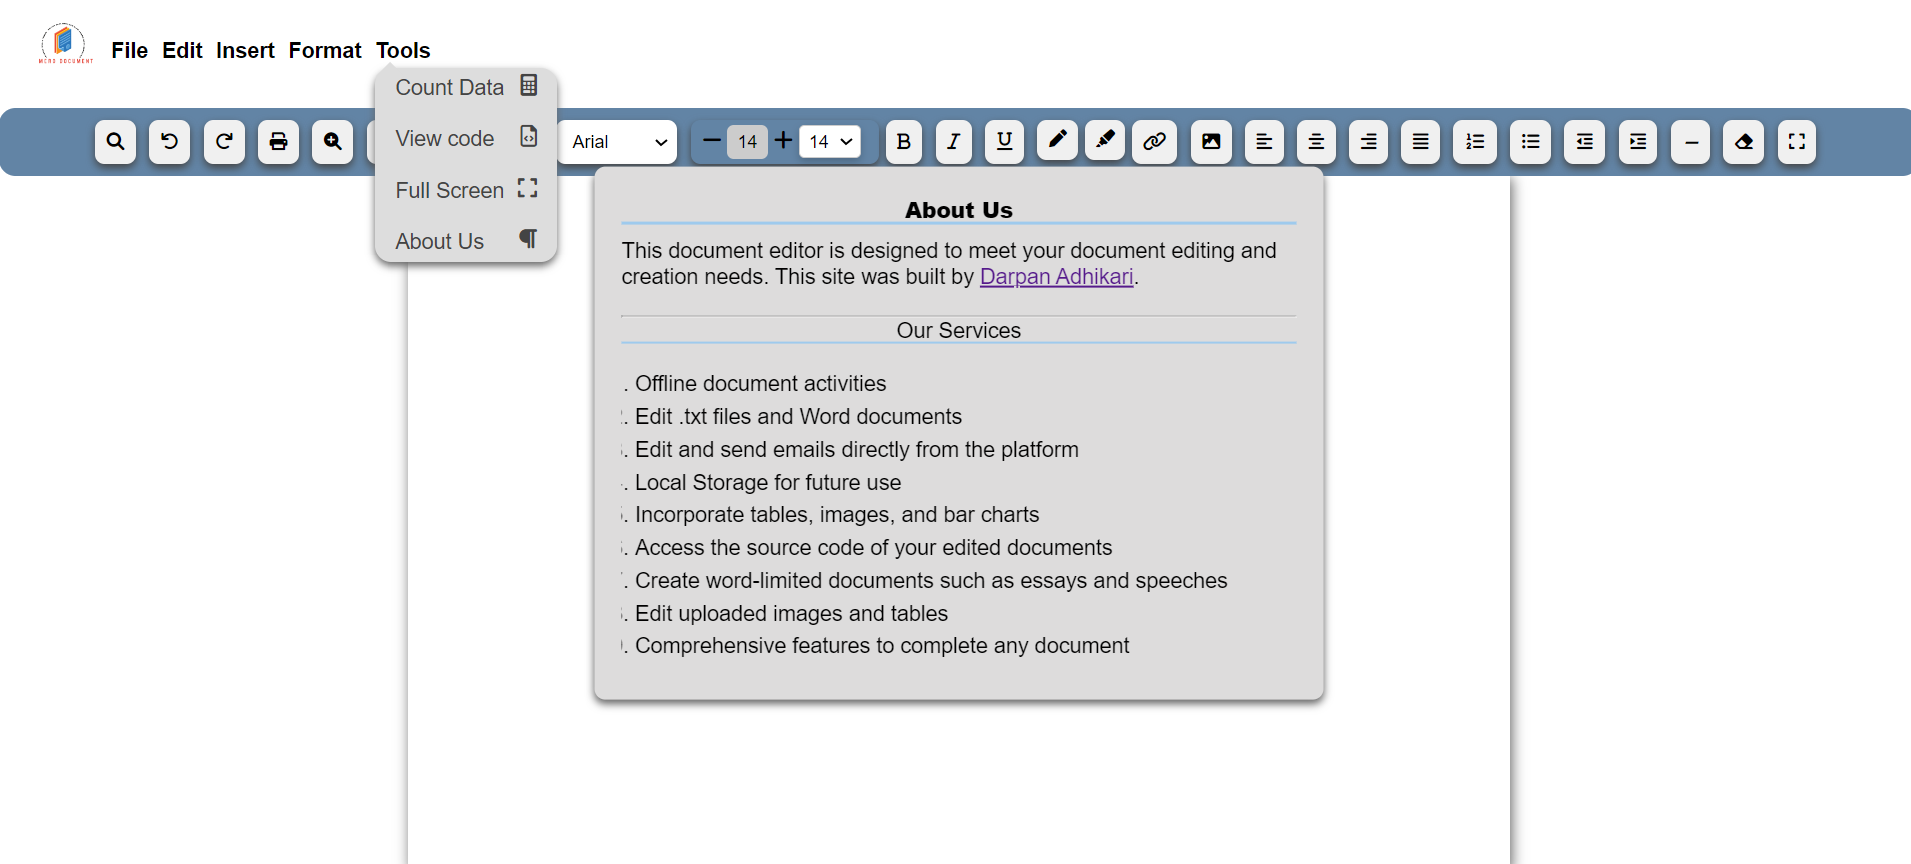 MERO DOCUMENT
File Edit Insert Format Tools
Count Data
View code
Full Screen
About Us
Arial
14
14
About Us
This document editor is designed to meet your document editing and
creation needs. This site was built by Darpan Adhikari.
Our Services
. Offline document activities
. Edit .txt files and Word documents
. Edit and send emails directly from the platform
. Local Storage for future use
. Incorporate tables, images, and bar charts
. Access the source code of your edited documents
. Create word-limited documents such as essays and speeches
. Edit uploaded images and tables
. Comprehensive features to complete any document